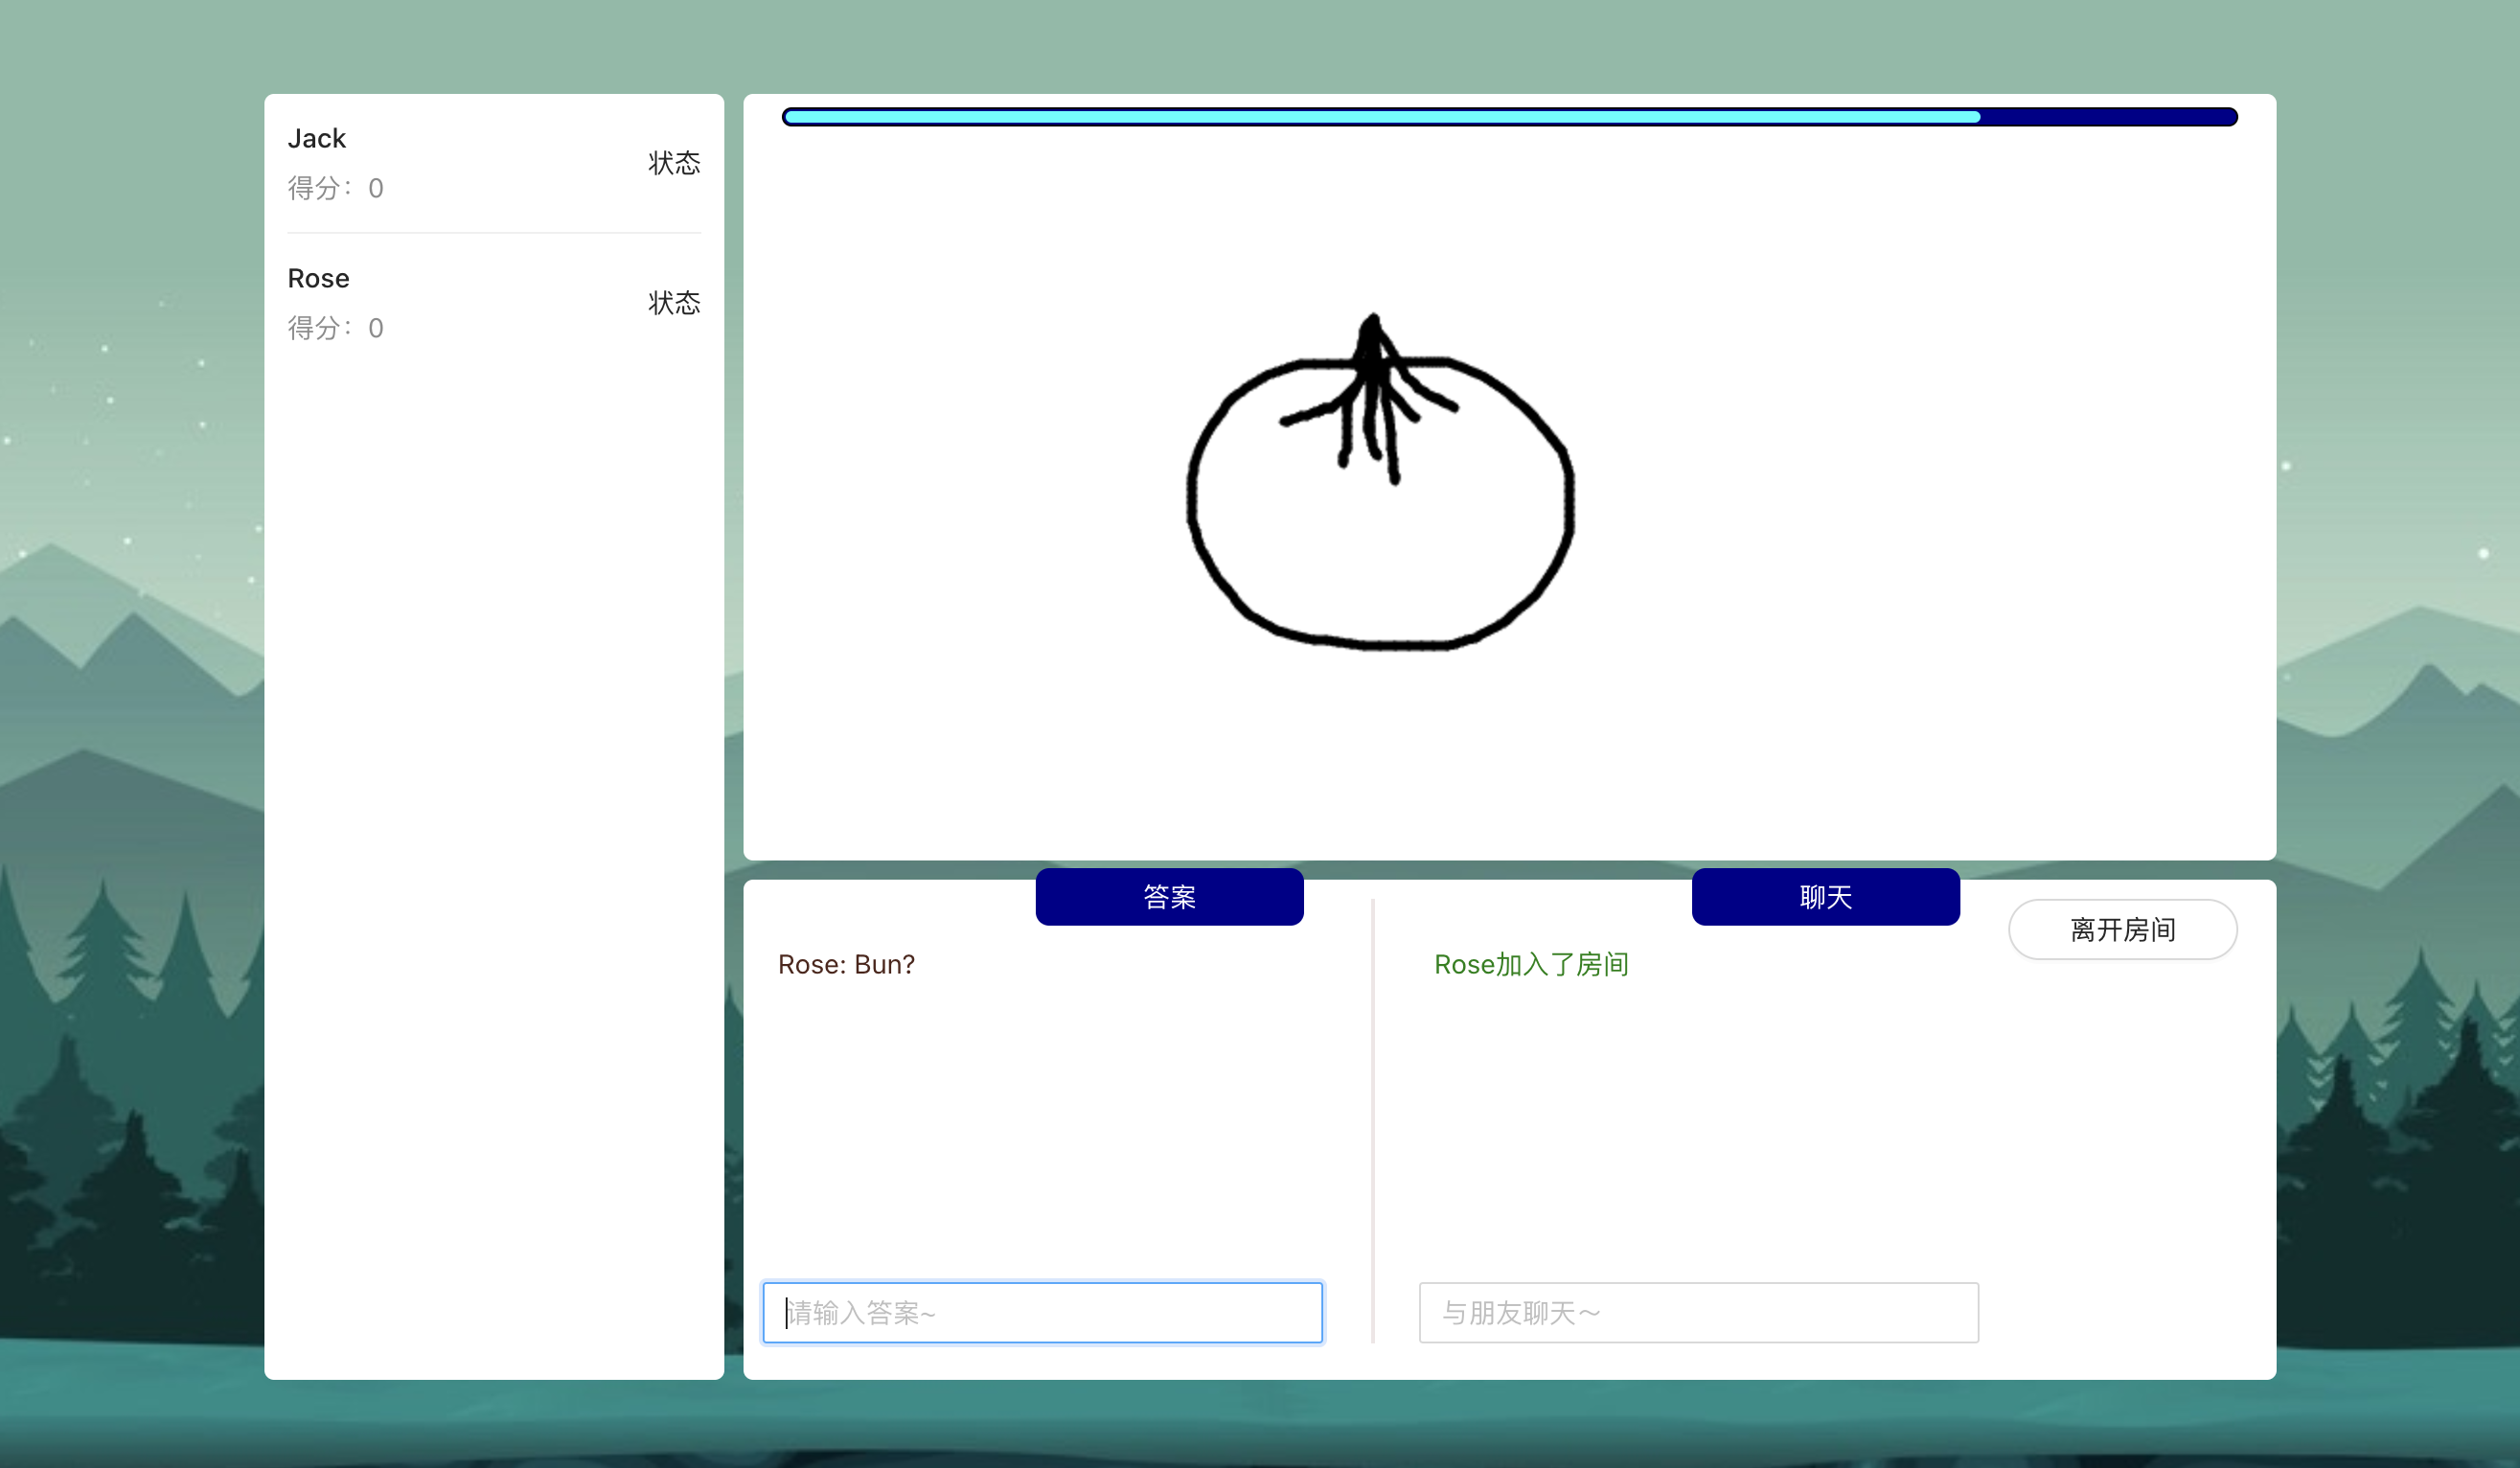 Jack
状态
得分：0
Rose
状态
得分：0
答案
聊天
离开房间
Rose: Bun?
Rose加入了房间
请输入答案~
与朋友聊天～